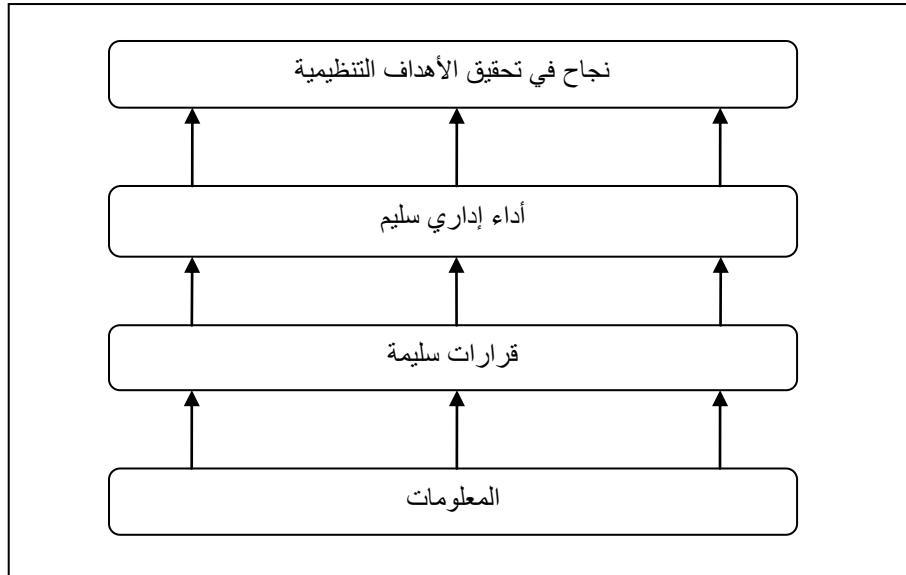 نجاح في تحقيق الأهداف التنظيمية
أداء إداري سليم
قرارات سليمة
المعلومات